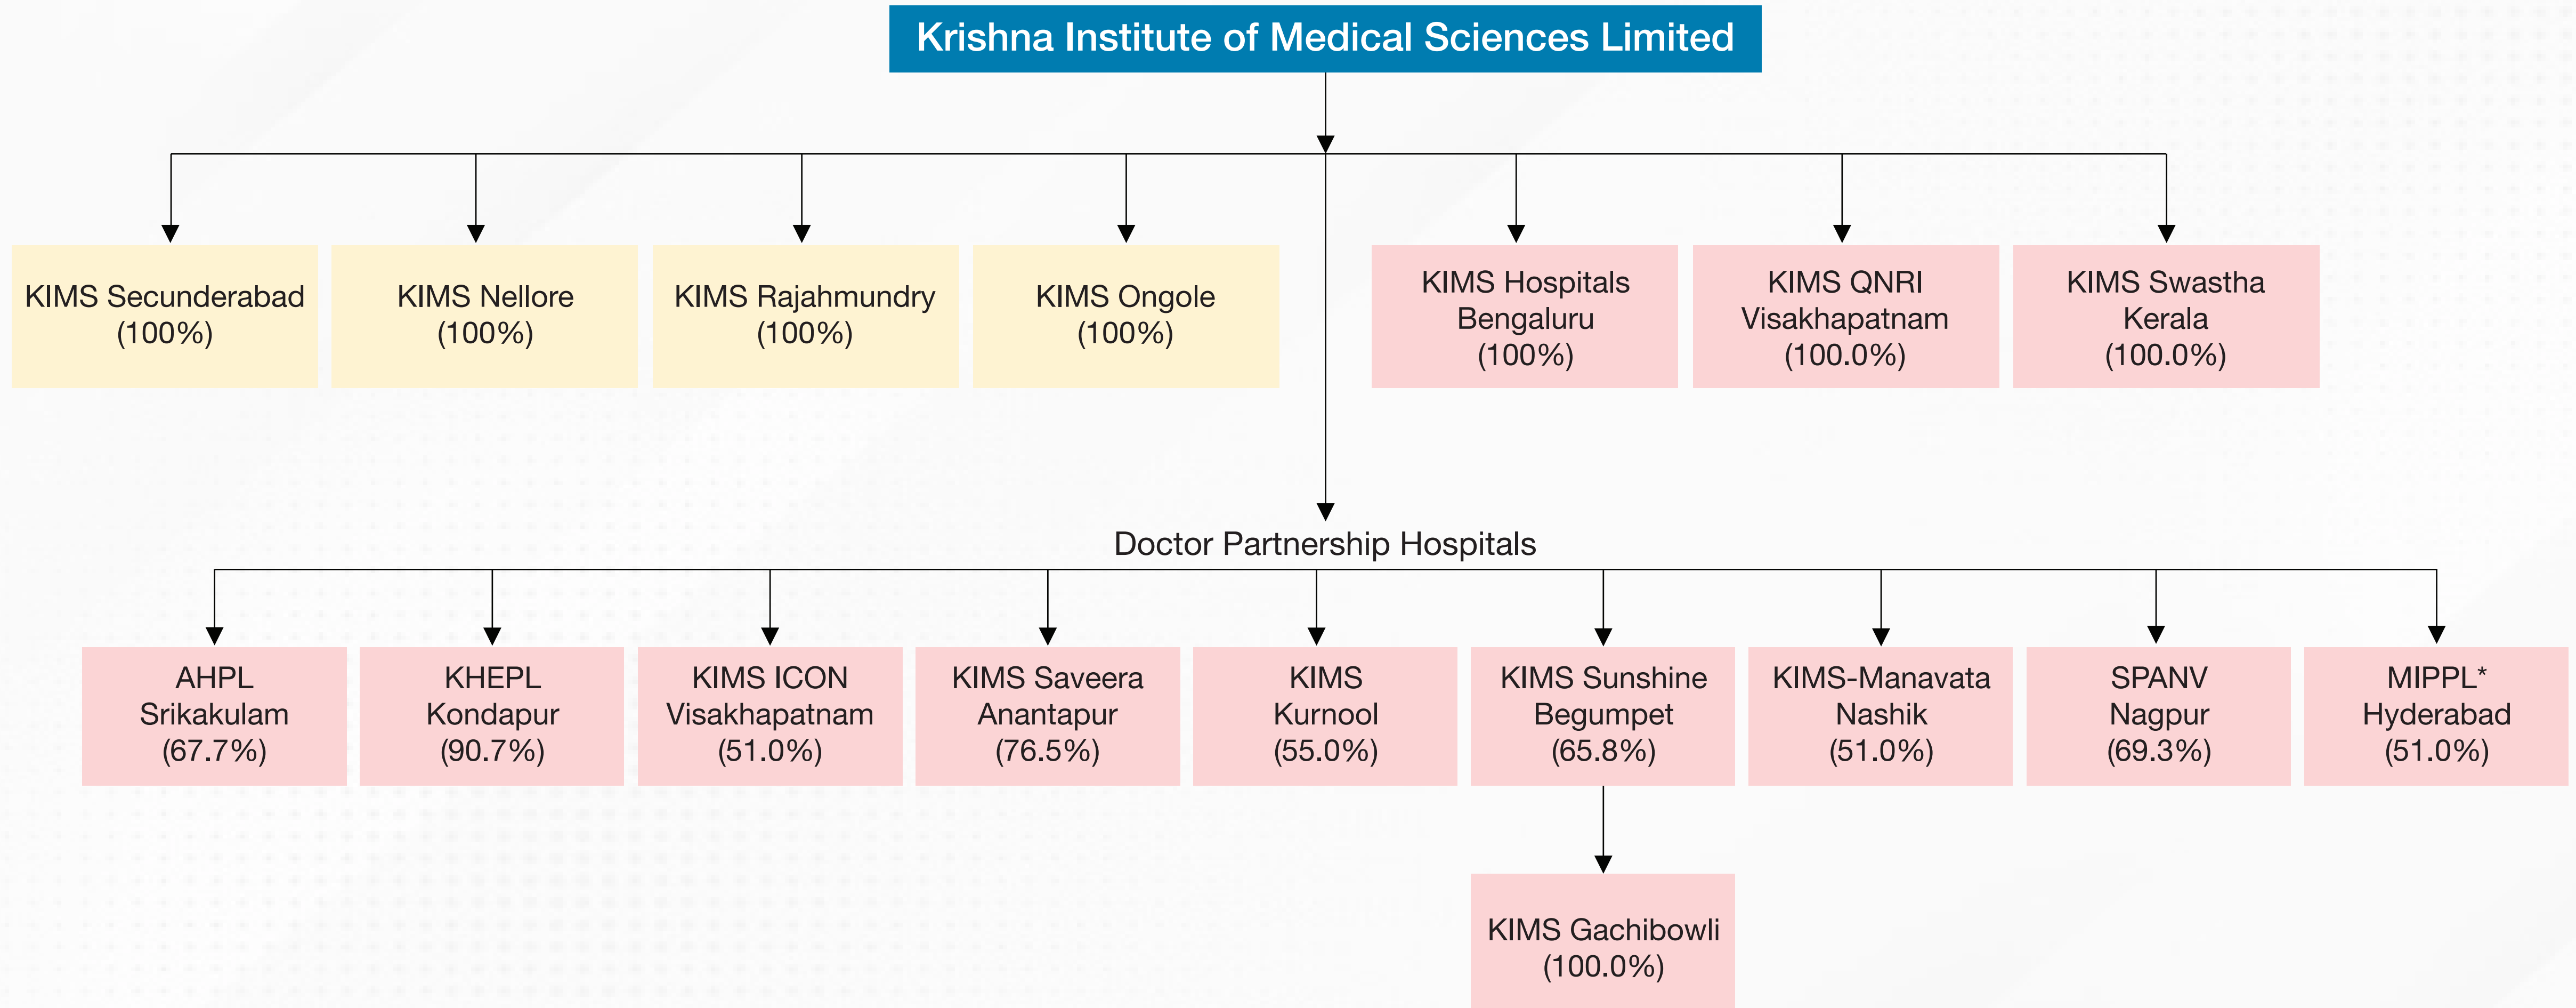 Krishna Institute of Medical Sciences Limited
KIMS Secunderabad
(100%)
KIMS Nellore
(100%)
KIMS Rajahmundry
(100%)
KIMS Ongole
(100%)
KIMS Hospitals
Bengaluru
(100%)
KIMS QNRI
Visakhapatnam
(100.0%)
KIMS Swastha
Kerala
(100.0%)
Doctor Partnership Hospitals
AHPL
Srikakulam
(67.7%)
KHEPL
Kondapur
(90.7%)
KIMS ICON
Visakhapatnam
(51.0%)
KIMS Saveera
Anantapur
(76.5%)
KIMS
Kurnool
(55.0%)
KIMS Sunshine
Begumpet
(65.8%)
KIMS-Manavata
Nashik
(51.0%)
SPANV
Nagpur
(69.3%)
MIPPL*
Hyderabad
(51.0%)
KIMS Gachibowli
(100.0%)